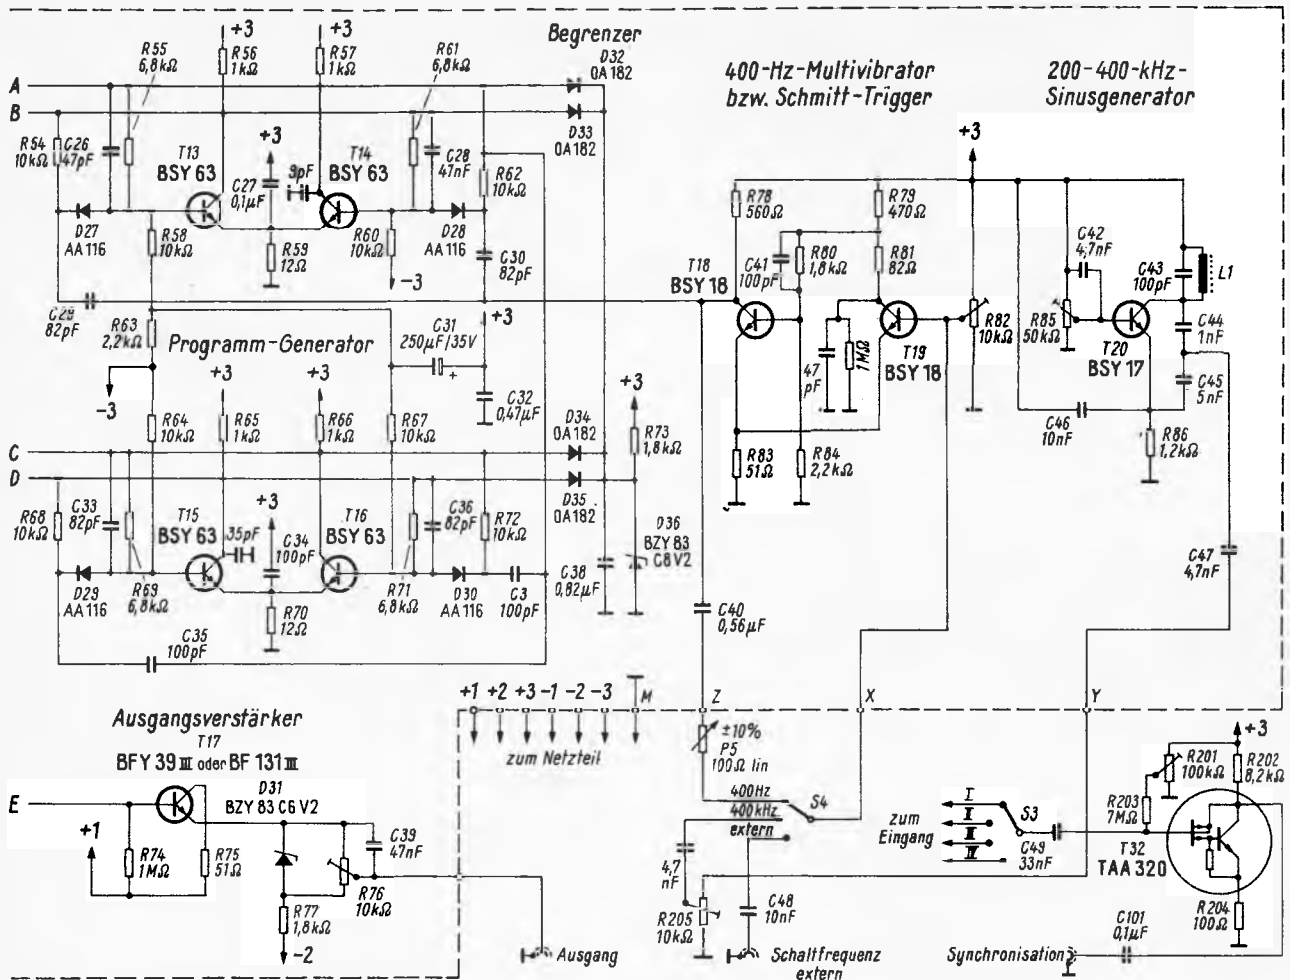 +3
+3
R55
6,8kΩ
R56
1kΩ
R57
1kΩ
R61
6,8kΩ
Begrenzer
D32
OA182
400-Hz-Multivibrator
bzw. Schmitt-Trigger
200-400-kHz-
Sinusgenerator
A
B
D33
OA182
R54
10kΩ
C26
47pF
T13
BSY 63
+3
C27
0,1µF
9pF
T14
BSY 63
C28
47nF
R62
10kΩ
+3
R78
560Ω
R79
470Ω
D27
AA116
R58
10kΩ
R59
12Ω
R60
10kΩ
D28
AA116
C30
82pF
-3
T18
BSY 18
C41
100pF
R80
1,8kΩ
R81
82Ω
C42
4,7nF
C43
100pF
L1
C29
82pF
R63
2,2kΩ
Programm-Generator
C31
250µF/35V
+
+3
47
pF
1MΩ
T19
BSY 18
R82
10kΩ
R85
50kΩ
T20
BSY 17
C44
1nF
C45
5nF
-3
+3
+3
C32
0,47µF
R64
10kΩ
R65
1kΩ
R66
1kΩ
R67
10kΩ
D34
OA182
+3
R73
1,8kΩ
R83
51Ω
R84
2,2kΩ
C46
10nF
R86
1,2kΩ
C
D
D35
OA182
R68
10kΩ
C33
82pF
T15
BSY 63
35pF
+3
C34
100pF
T16
BSY 63
C36
82pF
R72
10kΩ
D36
BZY 83
C8V2
D29
AA116
R69
6,8kΩ
R70
12Ω
R71
6,8kΩ
D30
AA116
C3
100pF
C38
0,82µF
C40
0,56µF
C47
4,7nF
C35
100pF
+1
+2
+3
-1
-2
-3
M
Z
X
Y
zum Netzteil
Ausgangsverstärker
T17
BFY 39 III oder BF 131 III
D31
BZY 83 C6 V2
±10%
P5
100Ω lin
+3
R201
100kΩ
R202
8,2kΩ
E
+1
R74
1MΩ
R75
51Ω
C39
47nF
R76
10kΩ
R77
1,8kΩ
-2
400Hz
400kHz
extern
S4
4,7
nF
R205
10kΩ
C48
10nF
zum
Eingang
I
II
III
IV
S3
C49
33nF
R203
7MΩ
T32
TAA 320
R204
100Ω
C101
0,1µF
Ausgang
Schaltfrequenz
extern
Synchronisation